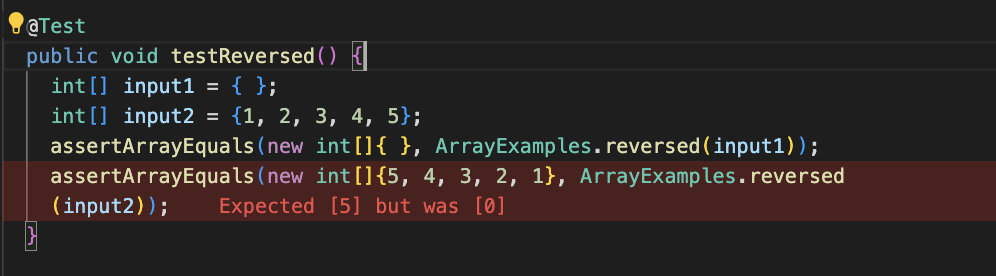 @Test
public void testReversed() {
int[] input1 = { };
int[] input2 = {1, 2, 3, 4, 5};
assertArrayEquals(new int[]{ }, ArrayExamples.reversed(input1));
assertArrayEquals(new int[]{5, 4, 3, 2, 1}, ArrayExamples.reversed
(input2)); Expected [5] but was [0]
}